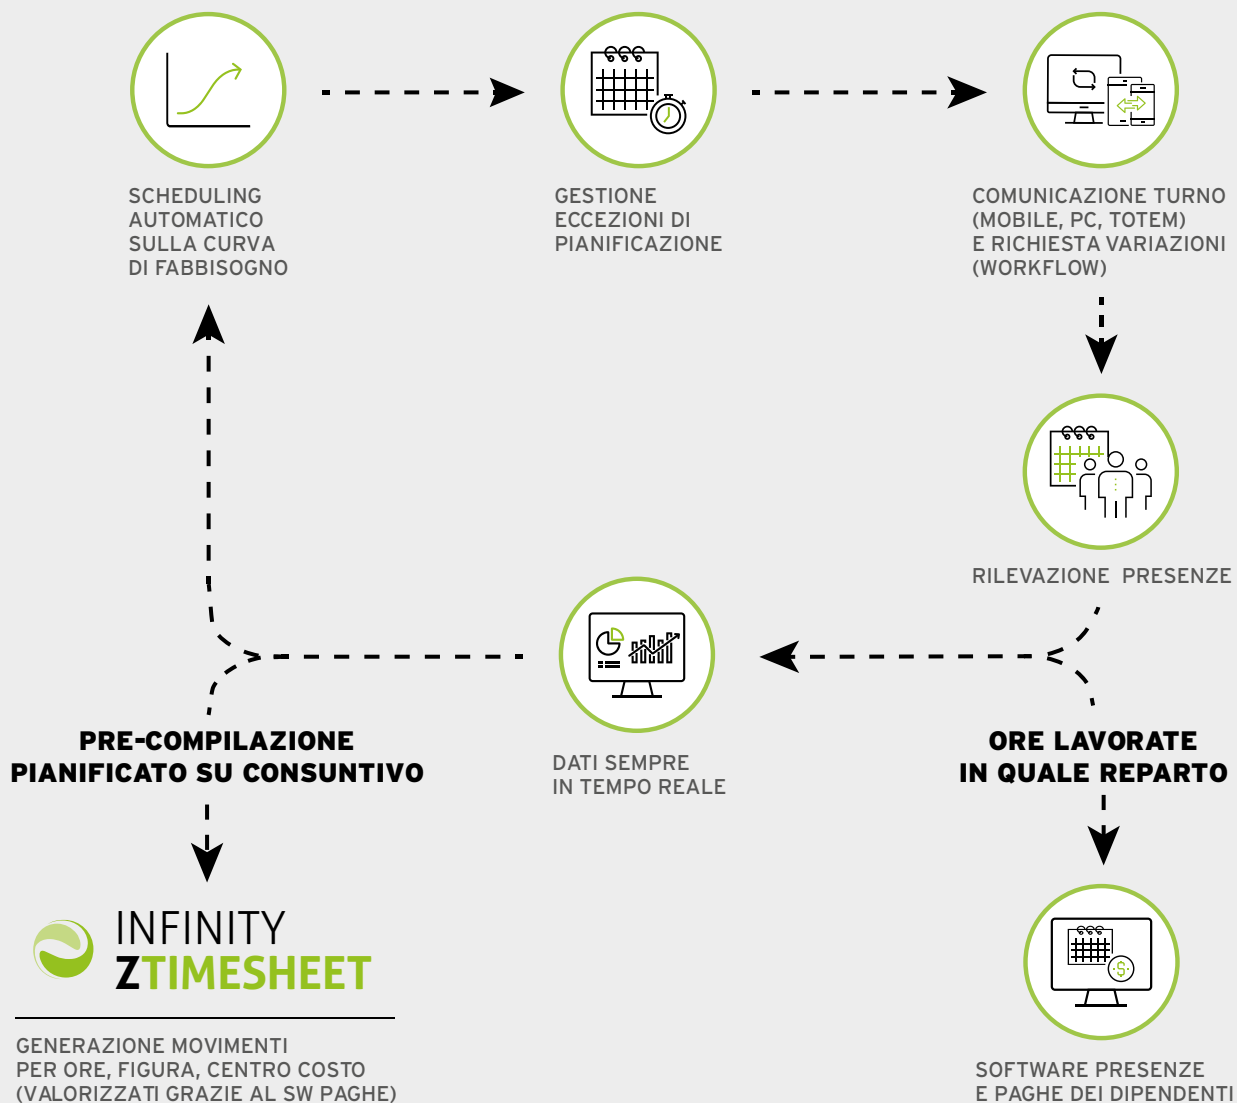 SCHEDULING
AUTOMATICO
SULLA CURVA
DI FABBISOGNO
GESTIONE
ECCEZIONI DI
PIANIFICAZIONE
COMUNICAZIONE TURNO
(MOBILE, PC, TOTEM)
E RICHIESTA VARIAZIONI
(WORKFLOW)
RILEVAZIONE PRESENZE
DATI SEMPRE
IN TEMPO REALE
PRE-COMPILAZIONE
PIANIFICATO SU CONSUNTIVO
ORE LAVORATE
IN QUALE REPARTO
INFINITY
ZTIMESHEET
GENERAZIONE MOVIMENTI
PER ORE, FIGURA, CENTRO COSTO
(VALORIZZATI GRAZIE AL SW PAGHE)
$
SOFTWARE PRESENZE
E PAGHE DEI DIPENDENTI